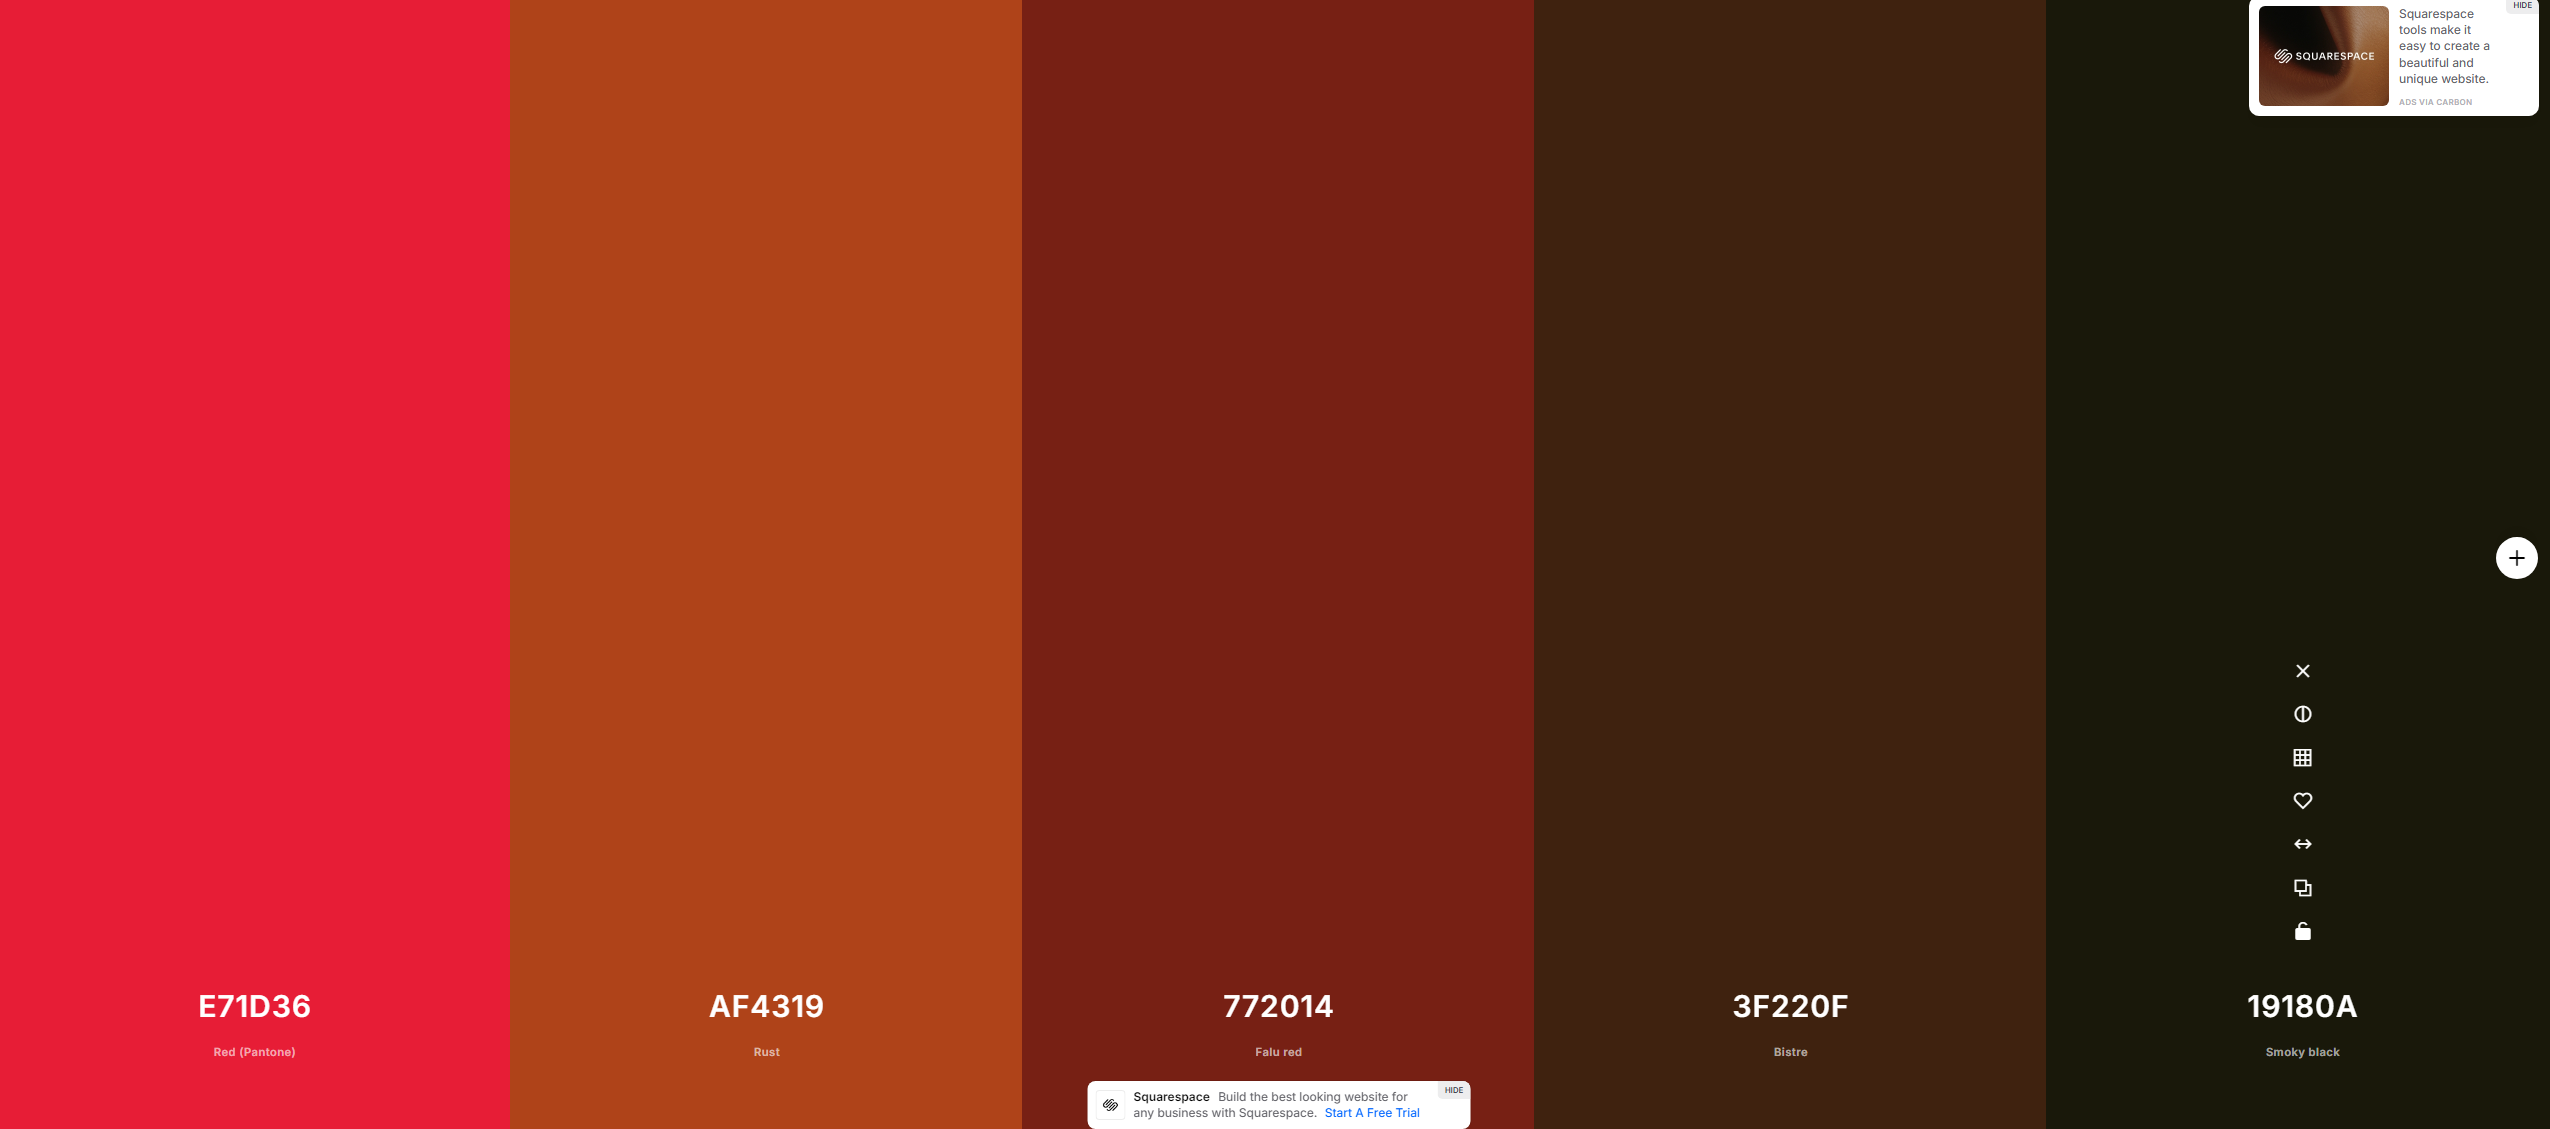 HIDE
SQUARESPACE
Squarespace
tools make it
easy to create a
beautiful and
unique website.
ADS VIA CARBON
E71D36
Red (Pantone)
AF4319
Rust
772014
Falu red
3F220F
Bistre
19180A
Smoky black
HIDE
Squarespace Build the best looking website for
any business with Squarespace. Start A Free Trial